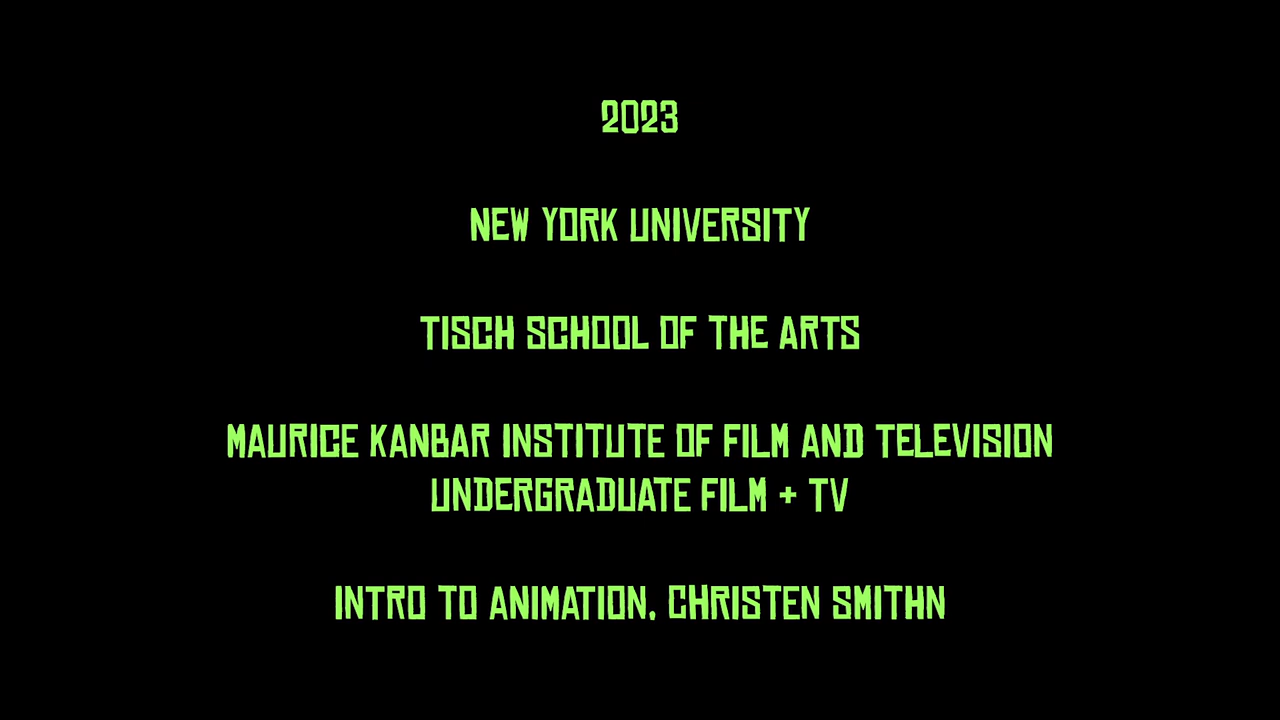 2023
NEW YORK UNIVERSITY
TISCH SCHOOL OF THE ARTS
MAURICE KANBAR INSTITUTE OF FILM AND TELEVISION
UNDERGRADUATE FILM + TV
INTRO TO ANIMATION, CHRISTEN SMITHN